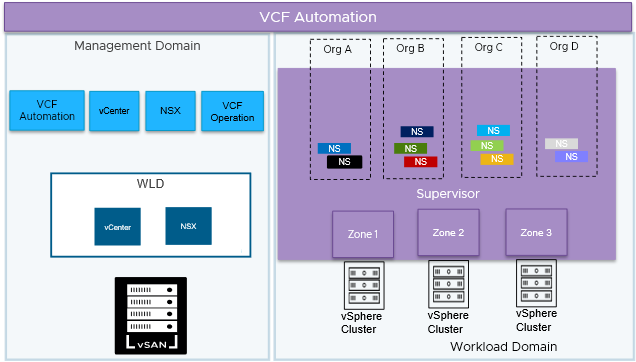 VCF Automation
Management Domain
VCF
Automation
vCenter
NSX
VCF
Operation
WLD
vCenter
NSX
vSAN
Org A
Org B
Org C
Org D
NS
NS
NS
NS
NS
NS
NS
NS
NS
NS
Supervisor
Zone 1
Zone 2
Zone 3
vSphere
Cluster
vSphere
Cluster
vSphere
Cluster
Workload Domain